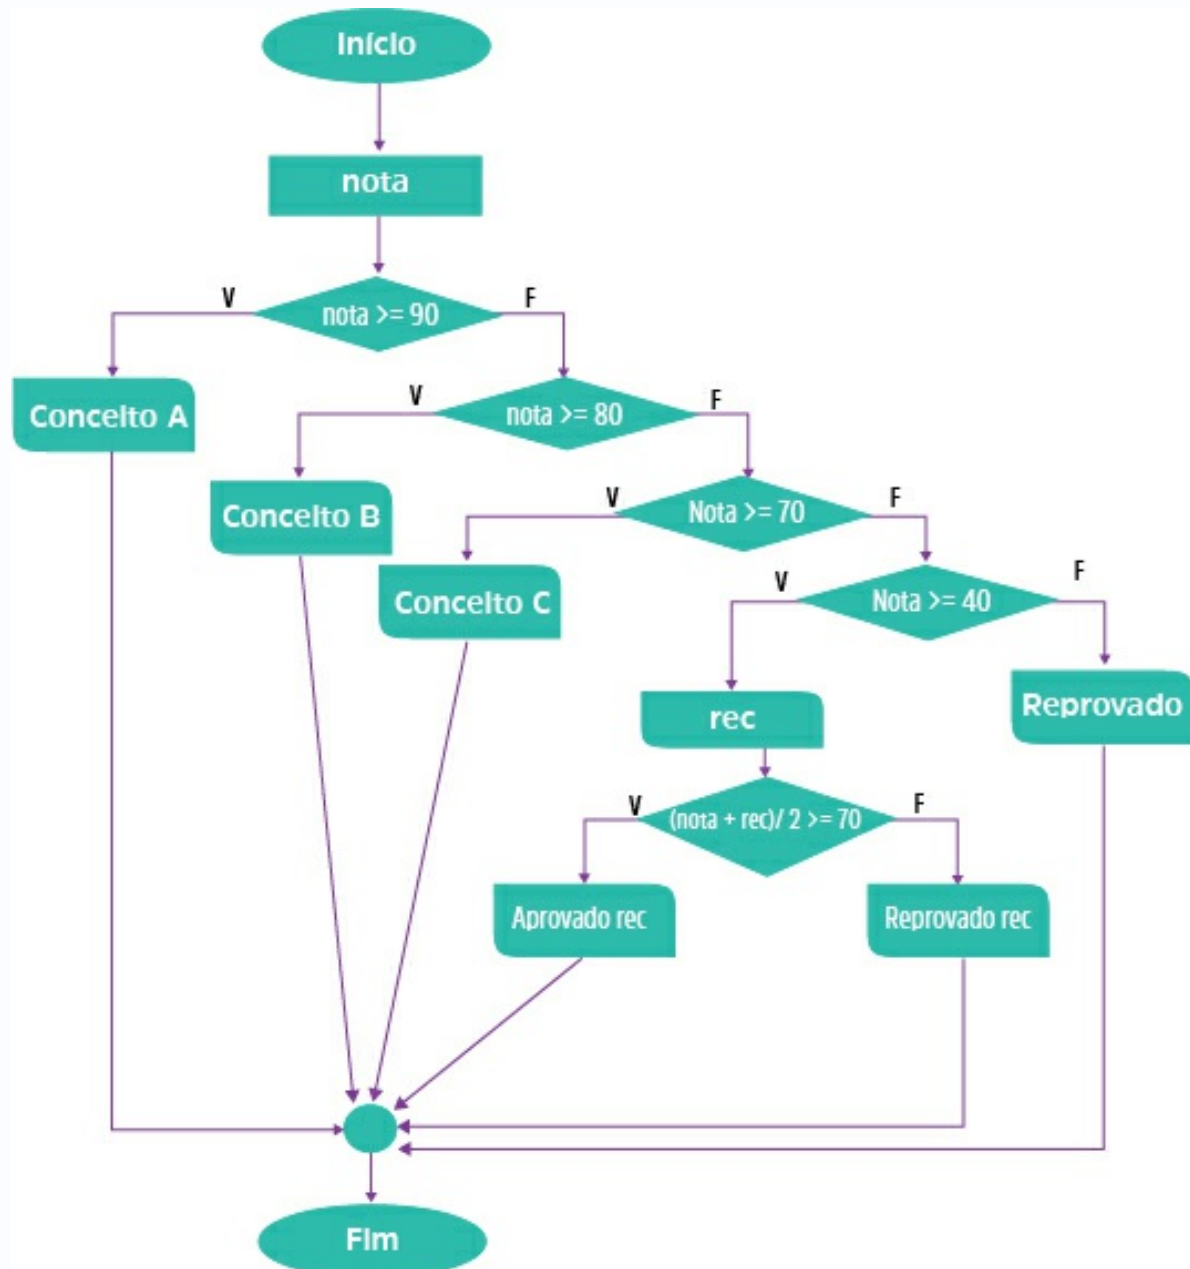 Início
nota
V
nota >= 90
F
Conceito A
V
nota >= 80
F
Conceito B
V
Nota >= 70
F
Conceito C
V
Nota >= 40
F
rec
Reprovado
V
(nota + rec)/ 2 >= 70
F
Aprovado rec
Reprovado rec
Fim